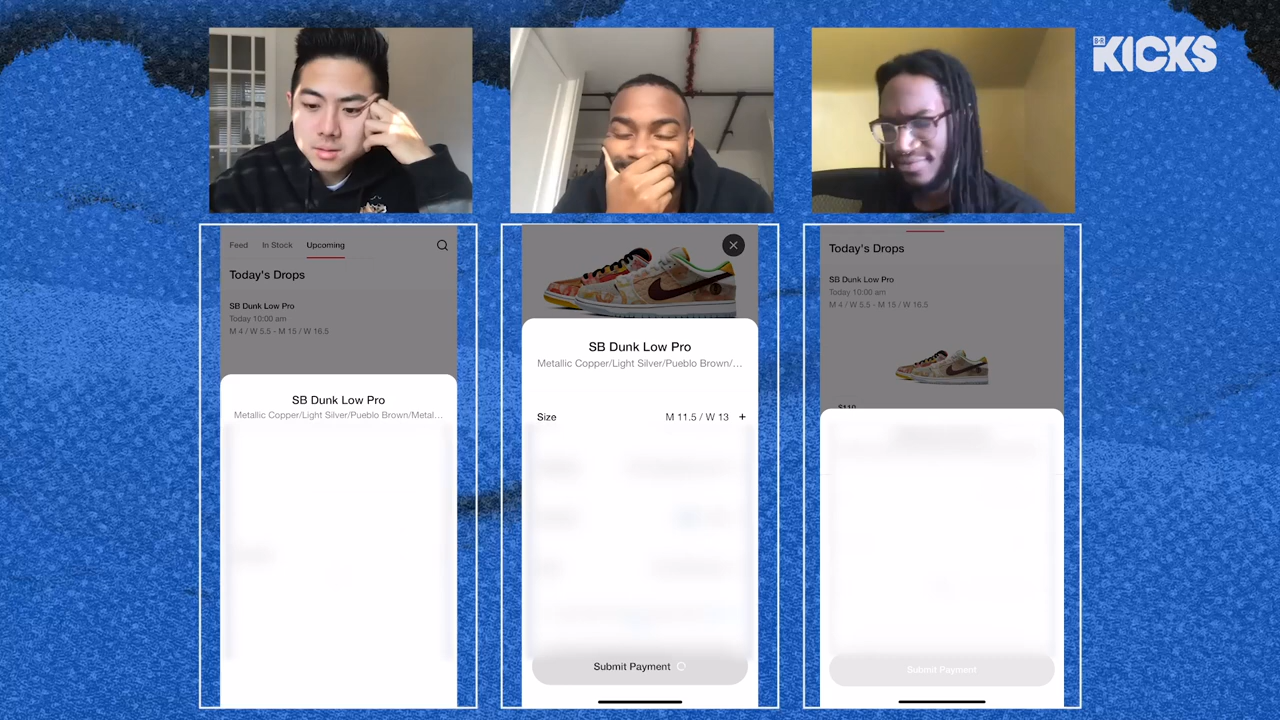 B/R KICKS
Feed In Stock Upcoming
Today's Drops
SB Dunk Low Pro
Today 10:00 am
M 4 / W 5.5 - M 15 / W 16.5
SB Dunk Low Pro
Metallic Copper/Light Silver/Pueblo Brown/Metal...
SB Dunk Low Pro
Metallic Copper/Light Silver/Pueblo Brown/...
Size M 11.5 / W 13 +
Submit Payment
Today's Drops
SB Dunk Low Pro
Today 10:00 am
M 4 / W 5.5 - M 15 / W 16.5
$110
Submit Payment